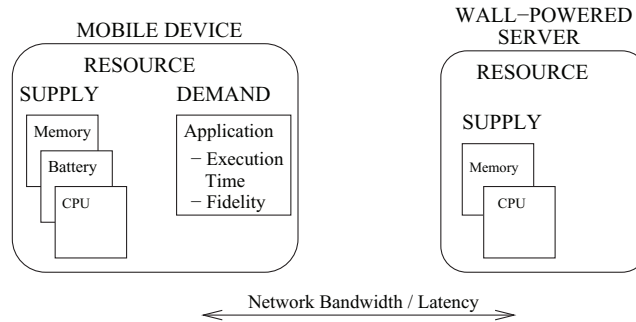 MOBILE DEVICE
RESOURCE
SUPPLY
Memory
Battery
CPU
DEMAND
Application
− Execution
Time
− Fidelity
WALL−POWERED
SERVER
RESOURCE
SUPPLY
Memory
CPU
Network Bandwidth / Latency